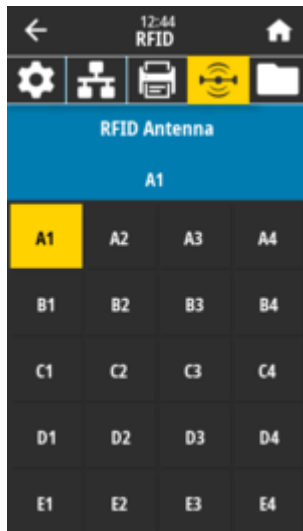 12:44
RFID
RFID Antenna
A1
A1 A2 A3 A4
B1 B2 B3 B4
C1 C2 C3 C4
D1 D2 D3 D4
E1 E2 E3 E4